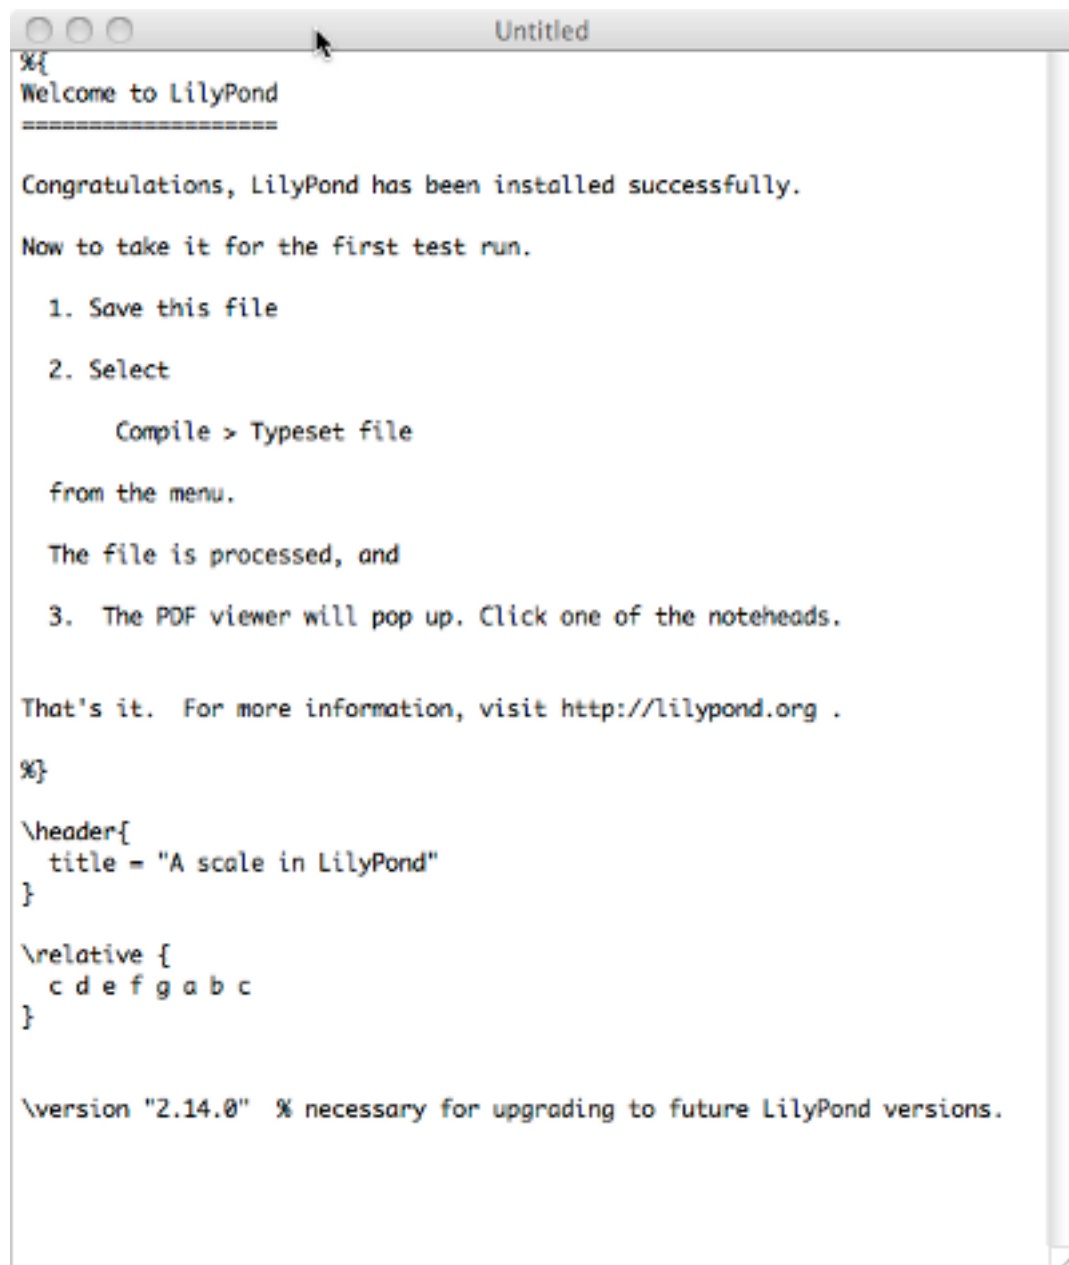 Untitled
%{
Welcome to LilyPond
===================
Congratulations, LilyPond has been installed successfully.
Now to take it for the first test run.
1. Save this file
2. Select
Compile > Typeset file
from the menu.
The file is processed, and
3.  The PDF viewer will pop up. Click one of the noteheads.
That's it.  For more information, visit http://lilypond.org .
%}
\header{
title = "A scale in LilyPond"
}
\relative {
c d e f g a b c
}
\version "2.14.0"  % necessary for upgrading to future LilyPond versions.